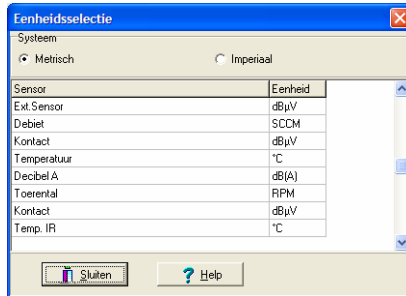 Eenheidsselectie
Systeem
Metrisch Imperiaal
Sensor Eenheid
Ext.Sensor dBµV
Debiet SCCM
Kontact dBµV
Temperatuur °C
Decibel A dB(A)
Toerental RPM
Kontact dBµV
Temp. IR °C
Sluiten Help